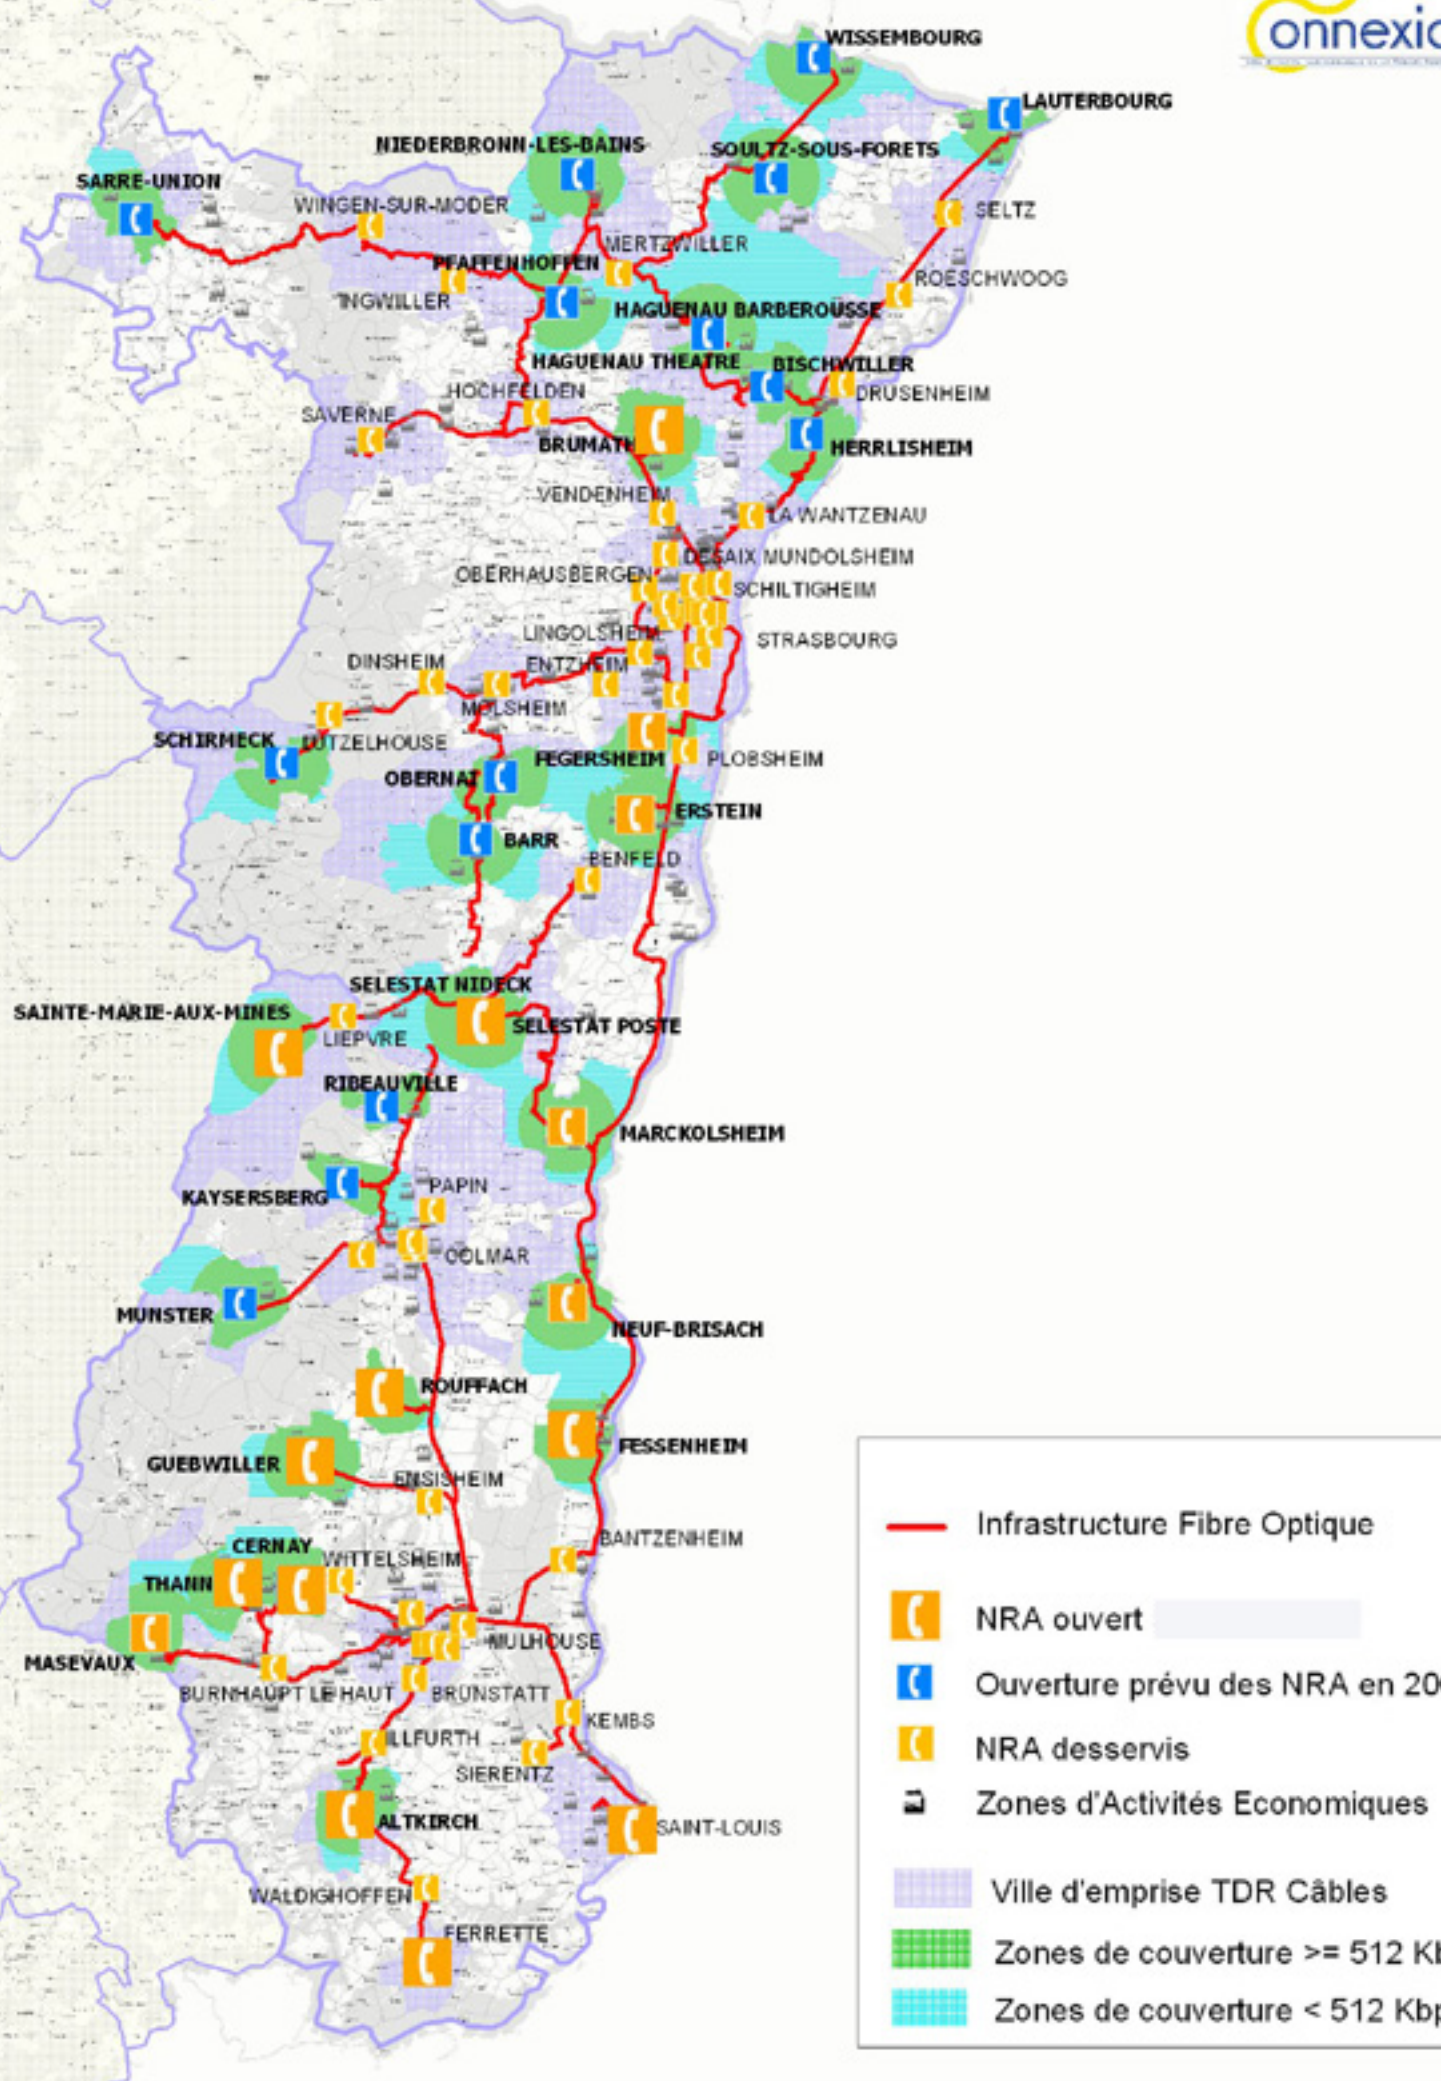 onnexio
WISSEMBOURG
LAUTERBOURG
NIEDERBRONN-LES-BAINS
SOULTZ-SOUS-FORETS
SARRE-UNION
WINGEN-SUR-MODER
SELTZ
MERTZWILLER
PFAFFENHOFFEN
ROESCHWOOG
INGWILLER
HAGUENAU BARBEROUSSE
HAGUENAU THEATRE
BISCHWILLER
HOCHFELDEN
DRUSENHEIM
SAVERNE
BRUMATH
HERRLISHEIM
VENDENHEIM
LA WANTZENAU
DESAIX MUNDOLSHEIM
OBERHAUSBERGEN
SCHILTIGHEIM
LINGOLSHEIM
STRASBOURG
DINSHEIM
ENTZHEIM
MOLSHEIM
SCHIRMECK
LUTZELHOUSE
FEGERSHEIM
PLOBSHEIM
OBERNAI
ERSTEIN
BARR
BENFELD
SELESTAT NIDECK
SAINTE-MARIE-AUX-MINES
SELESTAT POSTE
LIEPVRE
RIBEAUVILLE
MARCKOLSHEIM
PAPIN
KAYSERSBERG
COLMAR
MUNSTER
NEUF-BRISACH
ROUFFACH
FESSENHEIM
GUEBWILLER
ENSISHEIM
BANTZENHEIM
CERNAY
WITTELSHEIM
THANN
MULHOUSE
MASEVAUX
BURNHAUPT LE HAUT
BRUNSTATT
KEMBS
ILLFURTH
SIERENTZ
ALTKIRCH
SAINT-LOUIS
WALDIGHOFFEN
FERRETTE
Infrastructure Fibre Optique
NRA ouvert
Ouverture prévu des NRA en 20
NRA desservis
Zones d'Activités Economiques
Ville d'emprise TDR Câbles
Zones de couverture >= 512 Kb
Zones de couverture < 512 Kbp